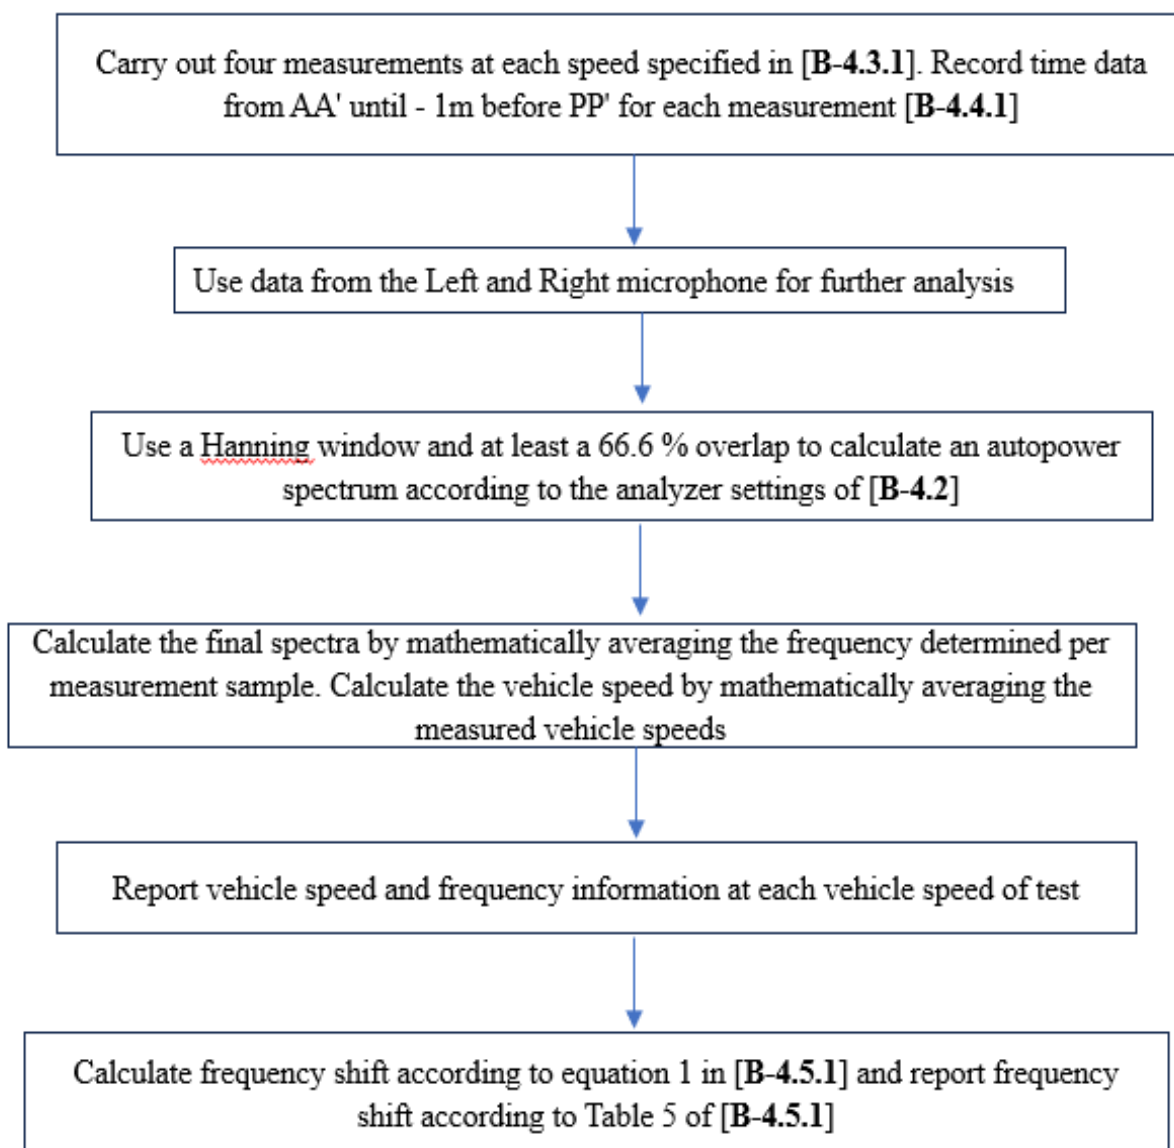 Carry out four measurements at each speed specified in [B-4.3.1]. Record time data
from AA' until - 1m before PP' for each measurement [B-4.4.1]
Use data from the Left and Right microphone for further analysis
Use a Hanning window and at least a 66.6 % overlap to calculate an autopower
spectrum according to the analyzer settings of [B-4.2]
Calculate the final spectra by mathematically averaging the frequency determined per
measurement sample. Calculate the vehicle speed by mathematically averaging the
measured vehicle speeds
Report vehicle speed and frequency information at each vehicle speed of test
Calculate frequency shift according to equation 1 in [B-4.5.1] and report frequency
shift according to Table 5 of [B-4.5.1]